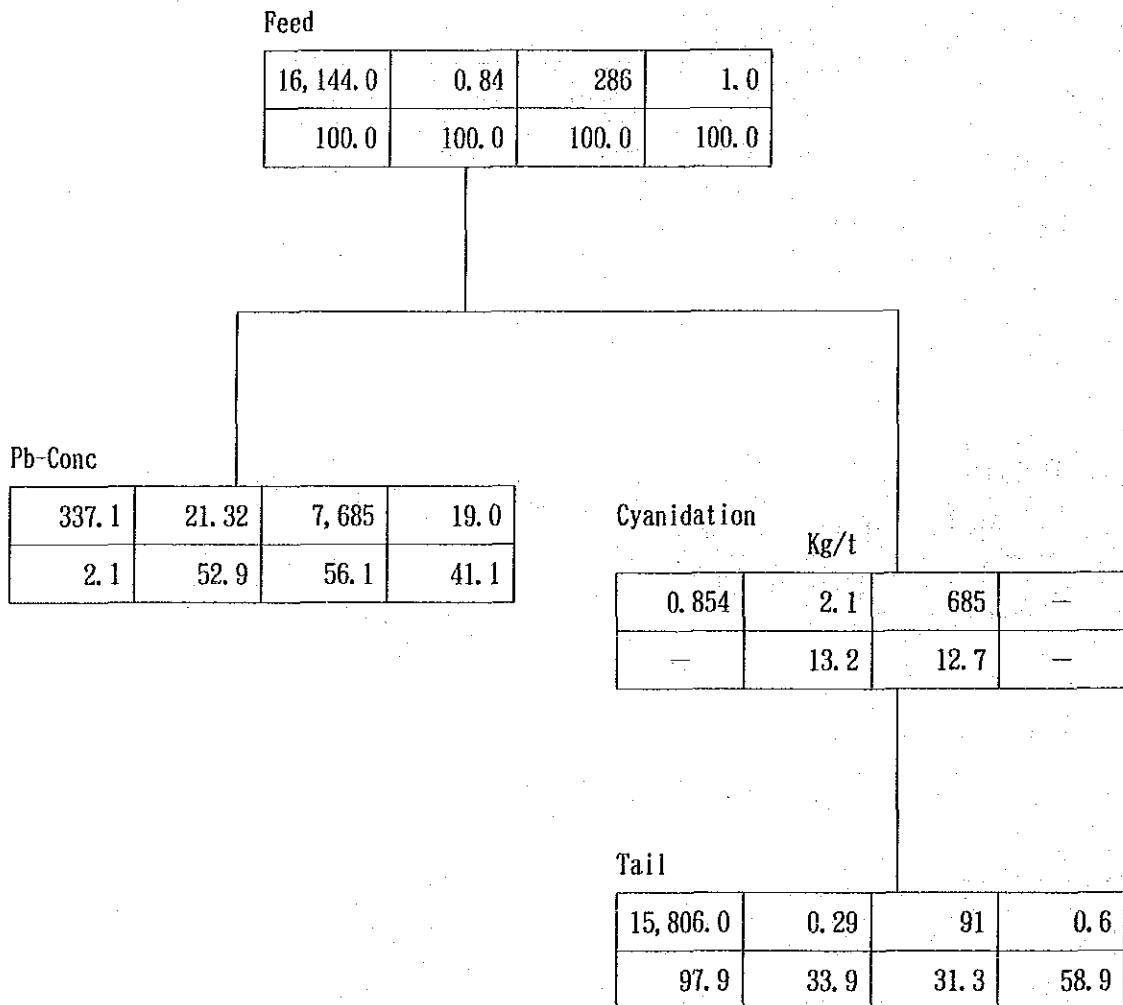 Feed
16,144.0 0.84 286 1.0
100.0 100.0 100.0 100.0
Pb-Conc
337.1 21.32 7,685 19.0
2.1 52.9 56.1 41.1
Cyanidation
Kg/t
0.854 2.1 685 —
— 13.2 12.7 —
Tail
15,806.0 0.29 91 0.6
97.9 33.9 31.3 58.9